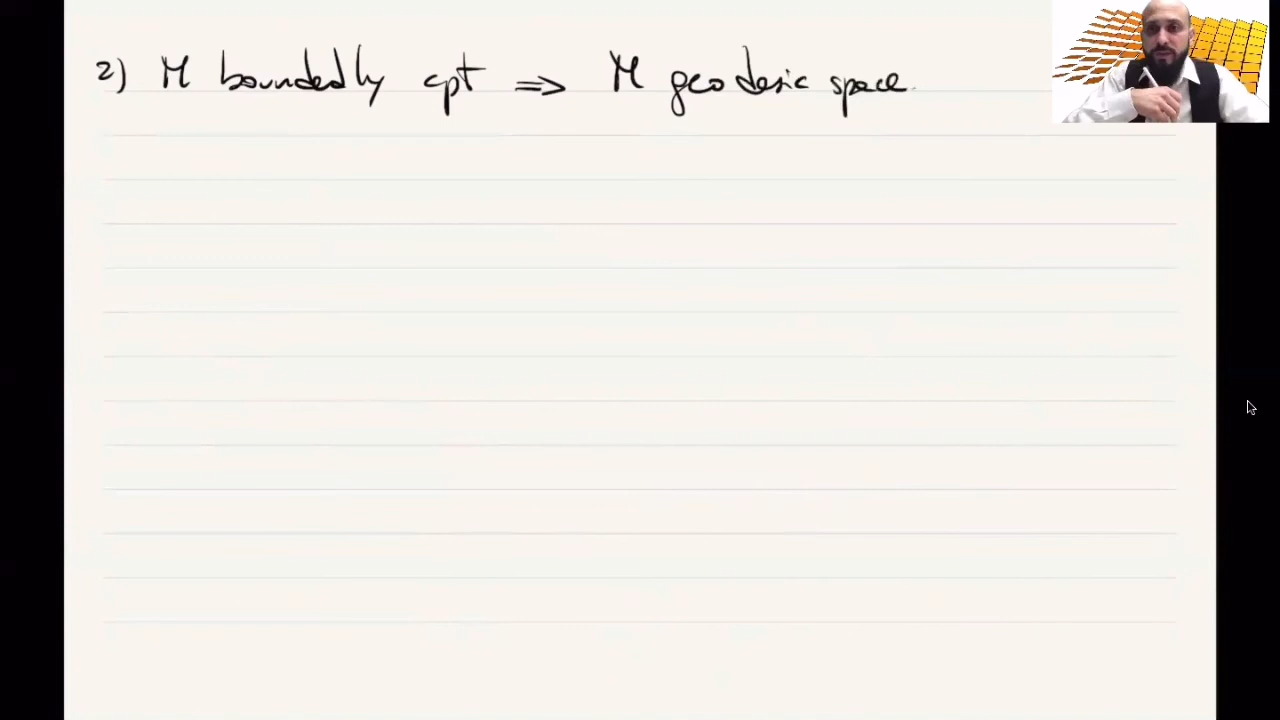 2) M boundedly cpt ⇒ M geodesic space.